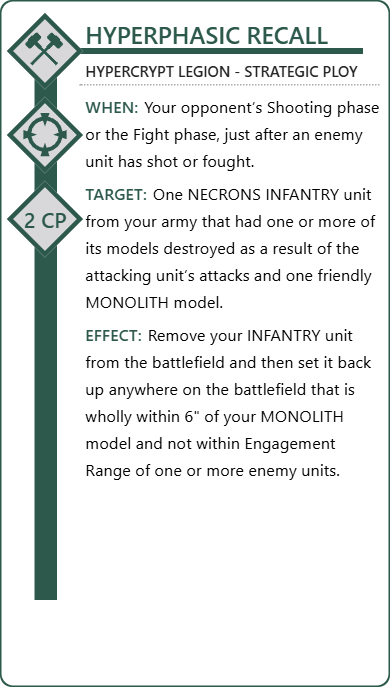 HYPERPHASIC RECALL
HYPERCRYPT LEGION - STRATEGIC PLOY
WHEN: Your opponent's Shooting phase
or the Fight phase, just after an enemy
unit has shot or fought.
TARGET: One NECRONS INFANTRY unit
from your army that had one or more of
its models destroyed as a result of the
attacking unit's attacks and one friendly
MONOLITH model.
2 CP
EFFECT: Remove your INFANTRY unit
from the battlefield and then set it back
up anywhere on the battlefield that is
wholly within 6" of your MONOLITH
model and not within Engagement
Range of one or more enemy units.